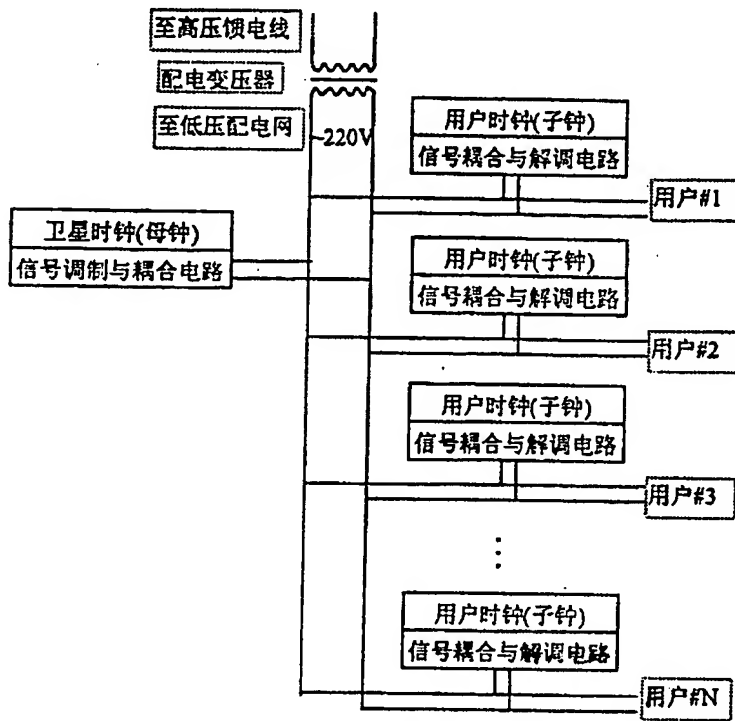 至高压馈电线
配电变压器
至低压配电网
~220V
用户时钟(子钟)
信号耦合与解调电路
用户#1
卫星时钟(母钟)
信号调制与耦合电路
用户时钟(子钟)
信号耦合与解调电路
用户#2
用户时钟(子钟)
信号耦合与解调电路
用户#3
⋮
用户时钟(子钟)
信号耦合与解调电路
用户#N